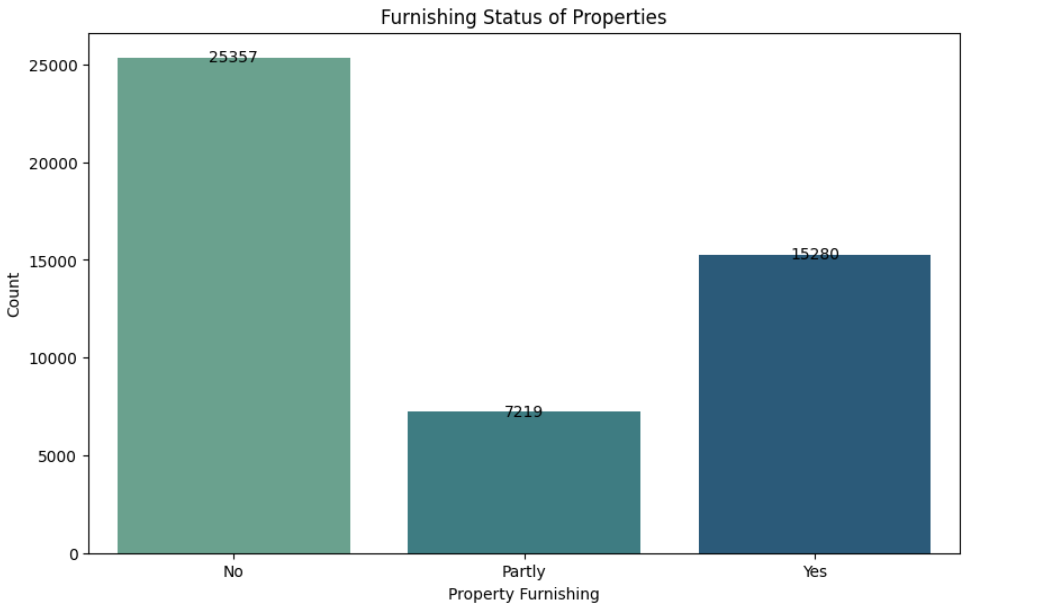 Furnishing Status of Properties
25357
25000
20000
15280
15000
10000
7219
5000
0
Count
No
Partly
Yes
Property Furnishing